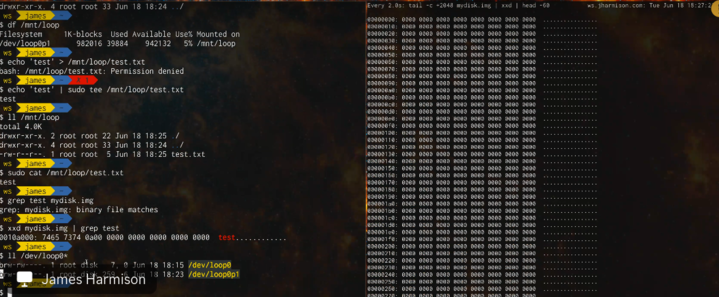 drwxr-xr-x. 4 root root 33 Jun 18 18:24 ../
ws james ~
$ df /mnt/loop
Filesystem 1K-blocks Used Available Use% Mounted on
/dev/loop0p1 982016 39884 942132 5% /mnt/loop
ws james ~
$ echo 'test' > /mnt/loop/test.txt
bash: /mnt/loop/test.txt: Permission denied
ws james ~
$ echo 'test' | sudo tee /mnt/loop/test.txt
test
ws james ~
$ ll /mnt/loop
total 4.0K
drwxr-xr-x. 2 root root 22 Jun 18 18:25 ./
drwxr-xr-x. 4 root root 33 Jun 18 18:24 ../
-rw-r--r--. 1 root root 5 Jun 18 18:25 test.txt
ws james ~
$ sudo cat /mnt/loop/test.txt
test
ws james ~
$ grep test mydisk.img
grep: mydisk.img: binary file matches
ws james ~
$ xxd mydisk.img | grep test
0010a000: 7465 7374 0a00 0000 0000 0000 0000 0000 test............
ws james ~
$ ll /dev/loop0*
1 root disk 7, 0 Jun 18 18:15 /dev/loop0
1 root disk 259, Jun 18 18:23 /dev/loop0p1
James Harmison
$
Every 2.0s: tail -c +2048 mydisk.img | xxd | head -60 ws.jharmison.com: Tue Jun 18 18:27:2
00000000: 0000 0000 0000 0000 0000 0000 0000 0000 ................
00000010: 0000 0000 0000 0000 0000 0000 0000 0000 ................
00000020: 0000 0000 0000 0000 0000 0000 0000 0000 ................
00000030: 0000 0000 0000 0000 0000 0000 0000 0000 ................
00000040: 0000 0000 0000 0000 0000 0000 0000 0000 ................
00000050: 0000 0000 0000 0000 0000 0000 0000 0000 ................
00000060: 0000 0000 0000 0000 0000 0000 0000 0000 ................
00000070: 0000 0000 0000 0000 0000 0000 0000 0000 ................
00000080: 0000 0000 0000 0000 0000 0000 0000 0000 ................
00000090: 0000 0000 0000 0000 0000 0000 0000 0000 ................
000000a0: 0000 0000 0000 0000 0000 0000 0000 0000 ................
000000b0: 0000 0000 0000 0000 0000 0000 0000 0000 ................
000000c0: 0000 0000 0000 0000 0000 0000 0000 0000 ................
000000d0: 0000 0000 0000 0000 0000 0000 0000 0000 ................
000000e0: 0000 0000 0000 0000 0000 0000 0000 0000 ................
000000f0: 0000 0000 0000 0000 0000 0000 0000 0000 ................
00000100: 0000 0000 0000 0000 0000 0000 0000 0000 ................
00000110: 0000 0000 0000 0000 0000 0000 0000 0000 ................
00000120: 0000 0000 0000 0000 0000 0000 0000 0000 ................
00000130: 0000 0000 0000 0000 0000 0000 0000 0000 ................
00000140: 0000 0000 0000 0000 0000 0000 0000 0000 ................
00000150: 0000 0000 0000 0000 0000 0000 0000 0000 ................
00000160: 0000 0000 0000 0000 0000 0000 0000 0000 ................
00000170: 0000 0000 0000 0000 0000 0000 0000 0000 ................
00000180: 0000 0000 0000 0000 0000 0000 0000 0000 ................
00000190: 0000 0000 0000 0000 0000 0000 0000 0000 ................
000001a0: 0000 0000 0000 0000 0000 0000 0000 0000 ................
000001b0: 0000 0000 0000 0000 0000 0000 0000 0000 ................
000001c0: 0000 0000 0000 0000 0000 0000 0000 0000 ................
000001d0: 0000 0000 0000 0000 0000 0000 0000 0000 ................
000001e0: 0000 0000 0000 0000 0000 0000 0000 0000 ................
000001f0: 0000 0000 0000 0000 0000 0000 0000 0000 ................
00000200: 0000 0000 0000 0000 0000 0000 0000 0000 ................
00000210: 0000 0000 0000 0000 0000 0000 0000 0000 ................
00000220: 0000 0000 0000 0000 0000 0000 0000 0000 ................
00000230: 0000 0000 0000 0000 0000 0000 0000 0000 ................
00000240: 0000 0000 0000 0000 0000 0000 0000 0000 ................
00000250: 0000 0000 0000 0000 0000 0000 0000 0000 ................
00000260: 0000 0000 0000 0000 0000 0000 0000 0000 ................
00000270: 0000 0000 0000 0000 0000 0000 0000 0000 ................